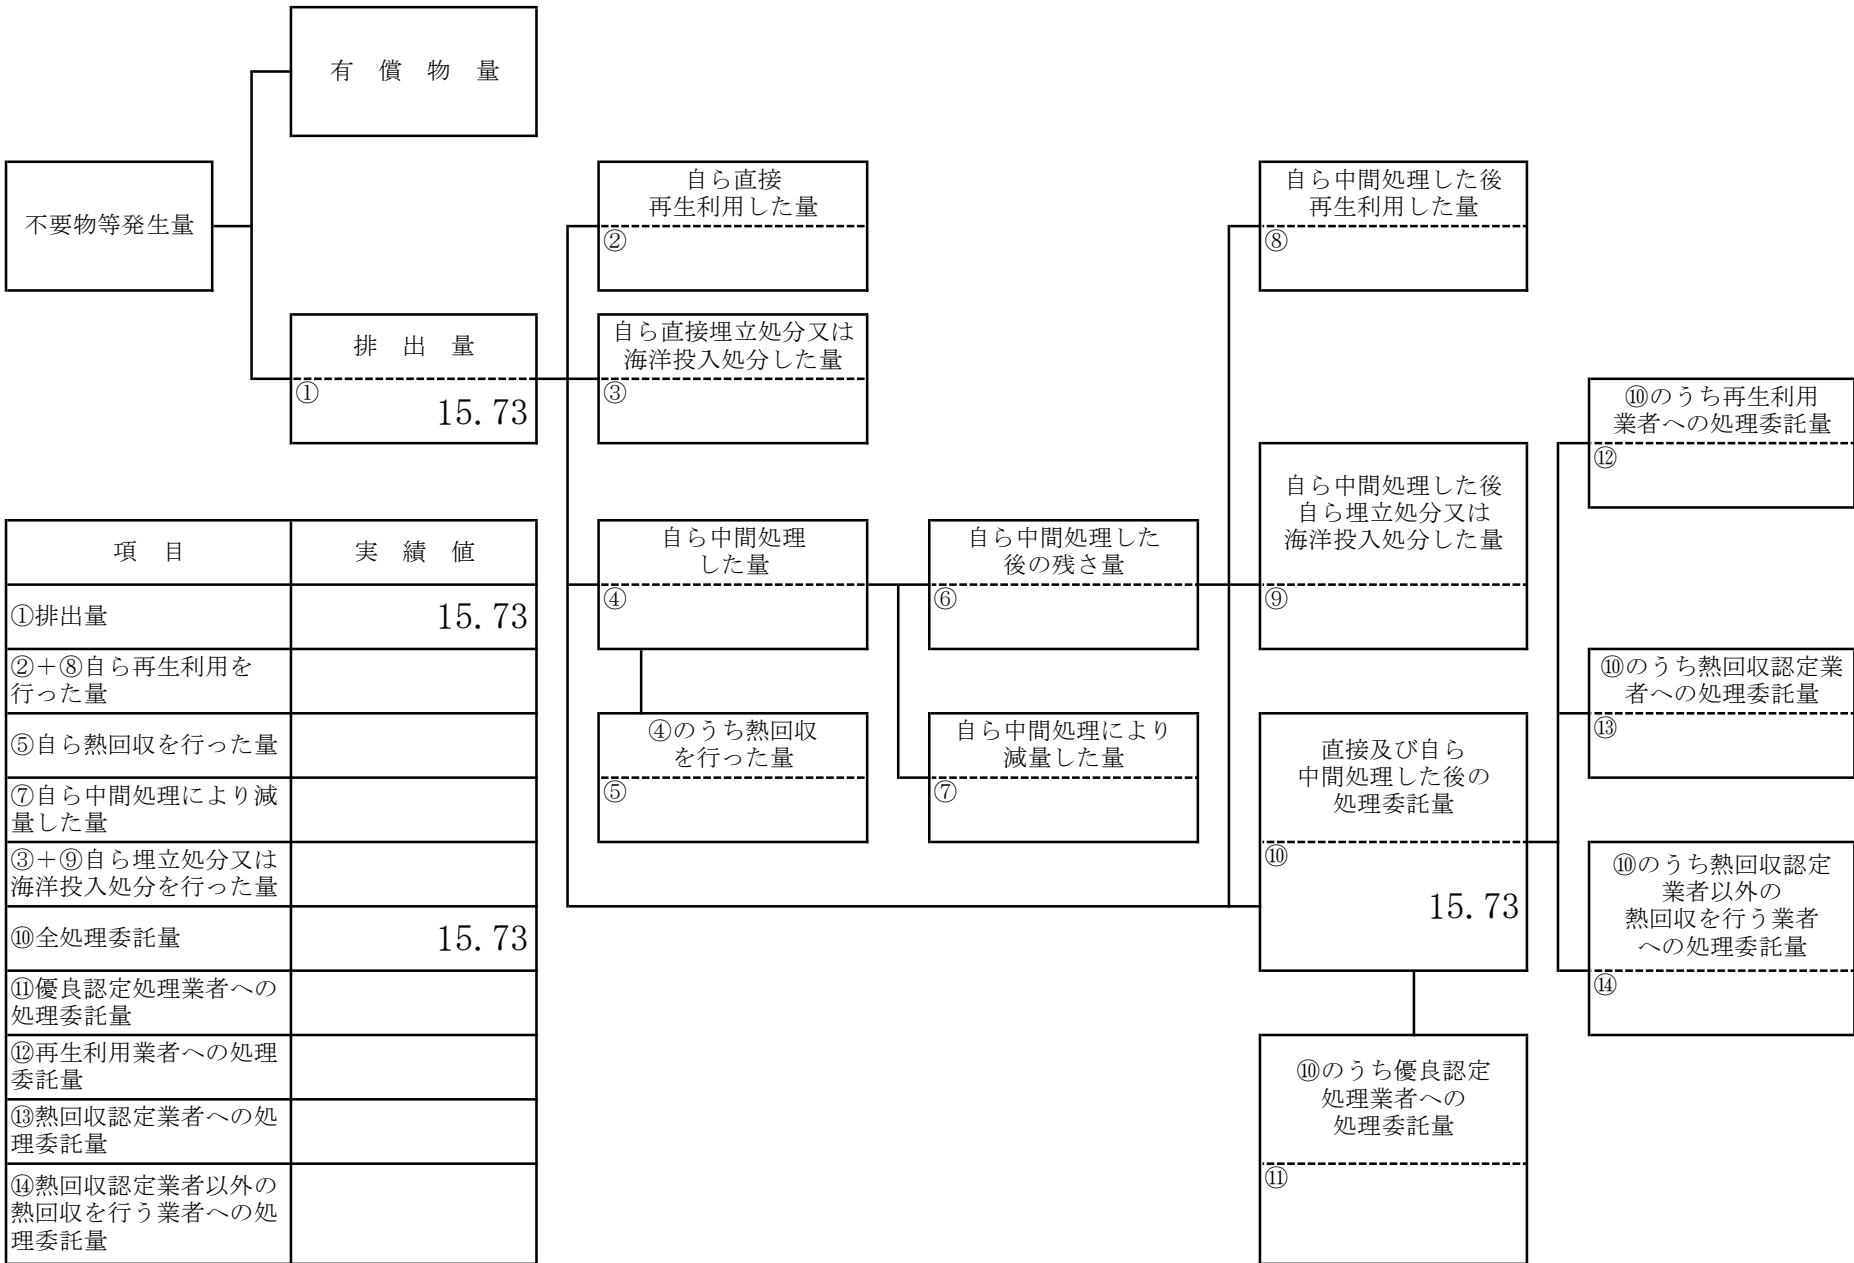 有 償 物 量
不要物等発生量
排 出 量
①
15.73
自ら直接
再生利用した量
②
自ら直接埋立処分又は
海洋投入処分した量
③
自ら中間処理
した量
④
④のうち熱回収
を行った量
⑤
自ら中間処理した
後の残さ量
⑥
自ら中間処理により
減量した量
⑦
自ら中間処理した後
再生利用した量
⑧
自ら中間処理した後
自ら埋立処分又は
海洋投入処分した量
⑨
直接及び自ら
中間処理した後の
処理委託量
⑩
15.73
⑩のうち優良認定
処理業者への
処理委託量
⑪
⑩のうち再生利用
業者への処理委託量
⑫
⑩のうち熱回収認定業
者への処理委託量
⑬
⑩のうち熱回収認定
業者以外の
熱回収を行う業者
への処理委託量
⑭
項 目 実 績 値
①排出量 15.73
②+⑧自ら再生利用を
行った量
⑤自ら熱回収を行った量
⑦自ら中間処理により減
量した量
③+⑨自ら埋立処分又は
海洋投入処分を行った量
⑩全処理委託量 15.73
⑪優良認定処理業者への
処理委託量
⑫再生利用業者への処理
委託量
⑬熱回収認定業者への処
理委託量
⑭熱回収認定業者以外の
熱回収を行う業者への処
理委託量